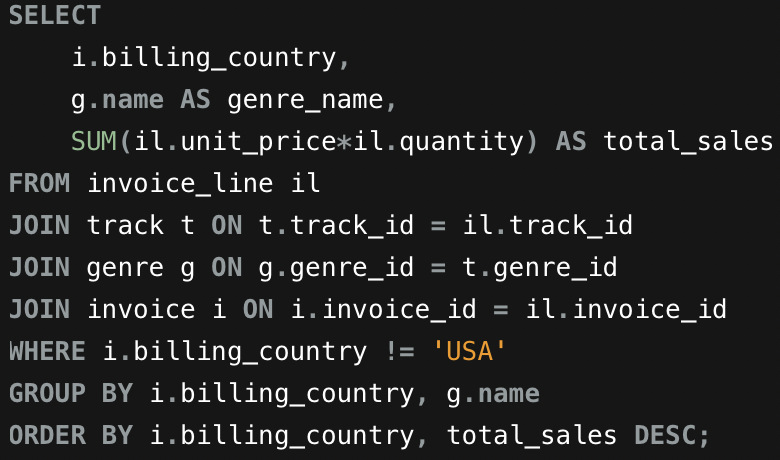 SELECT
    i.billing_country,
    g.name AS genre_name,
    SUM(il.unit_price*il.quantity) AS total_sales
FROM invoice_line il
JOIN track t ON t.track_id = il.track_id
JOIN genre g ON g.genre_id = t.genre_id
JOIN invoice i ON i.invoice_id = il.invoice_id
WHERE i.billing_country != 'USA'
GROUP BY i.billing_country, g.name
ORDER BY i.billing_country, total_sales DESC;